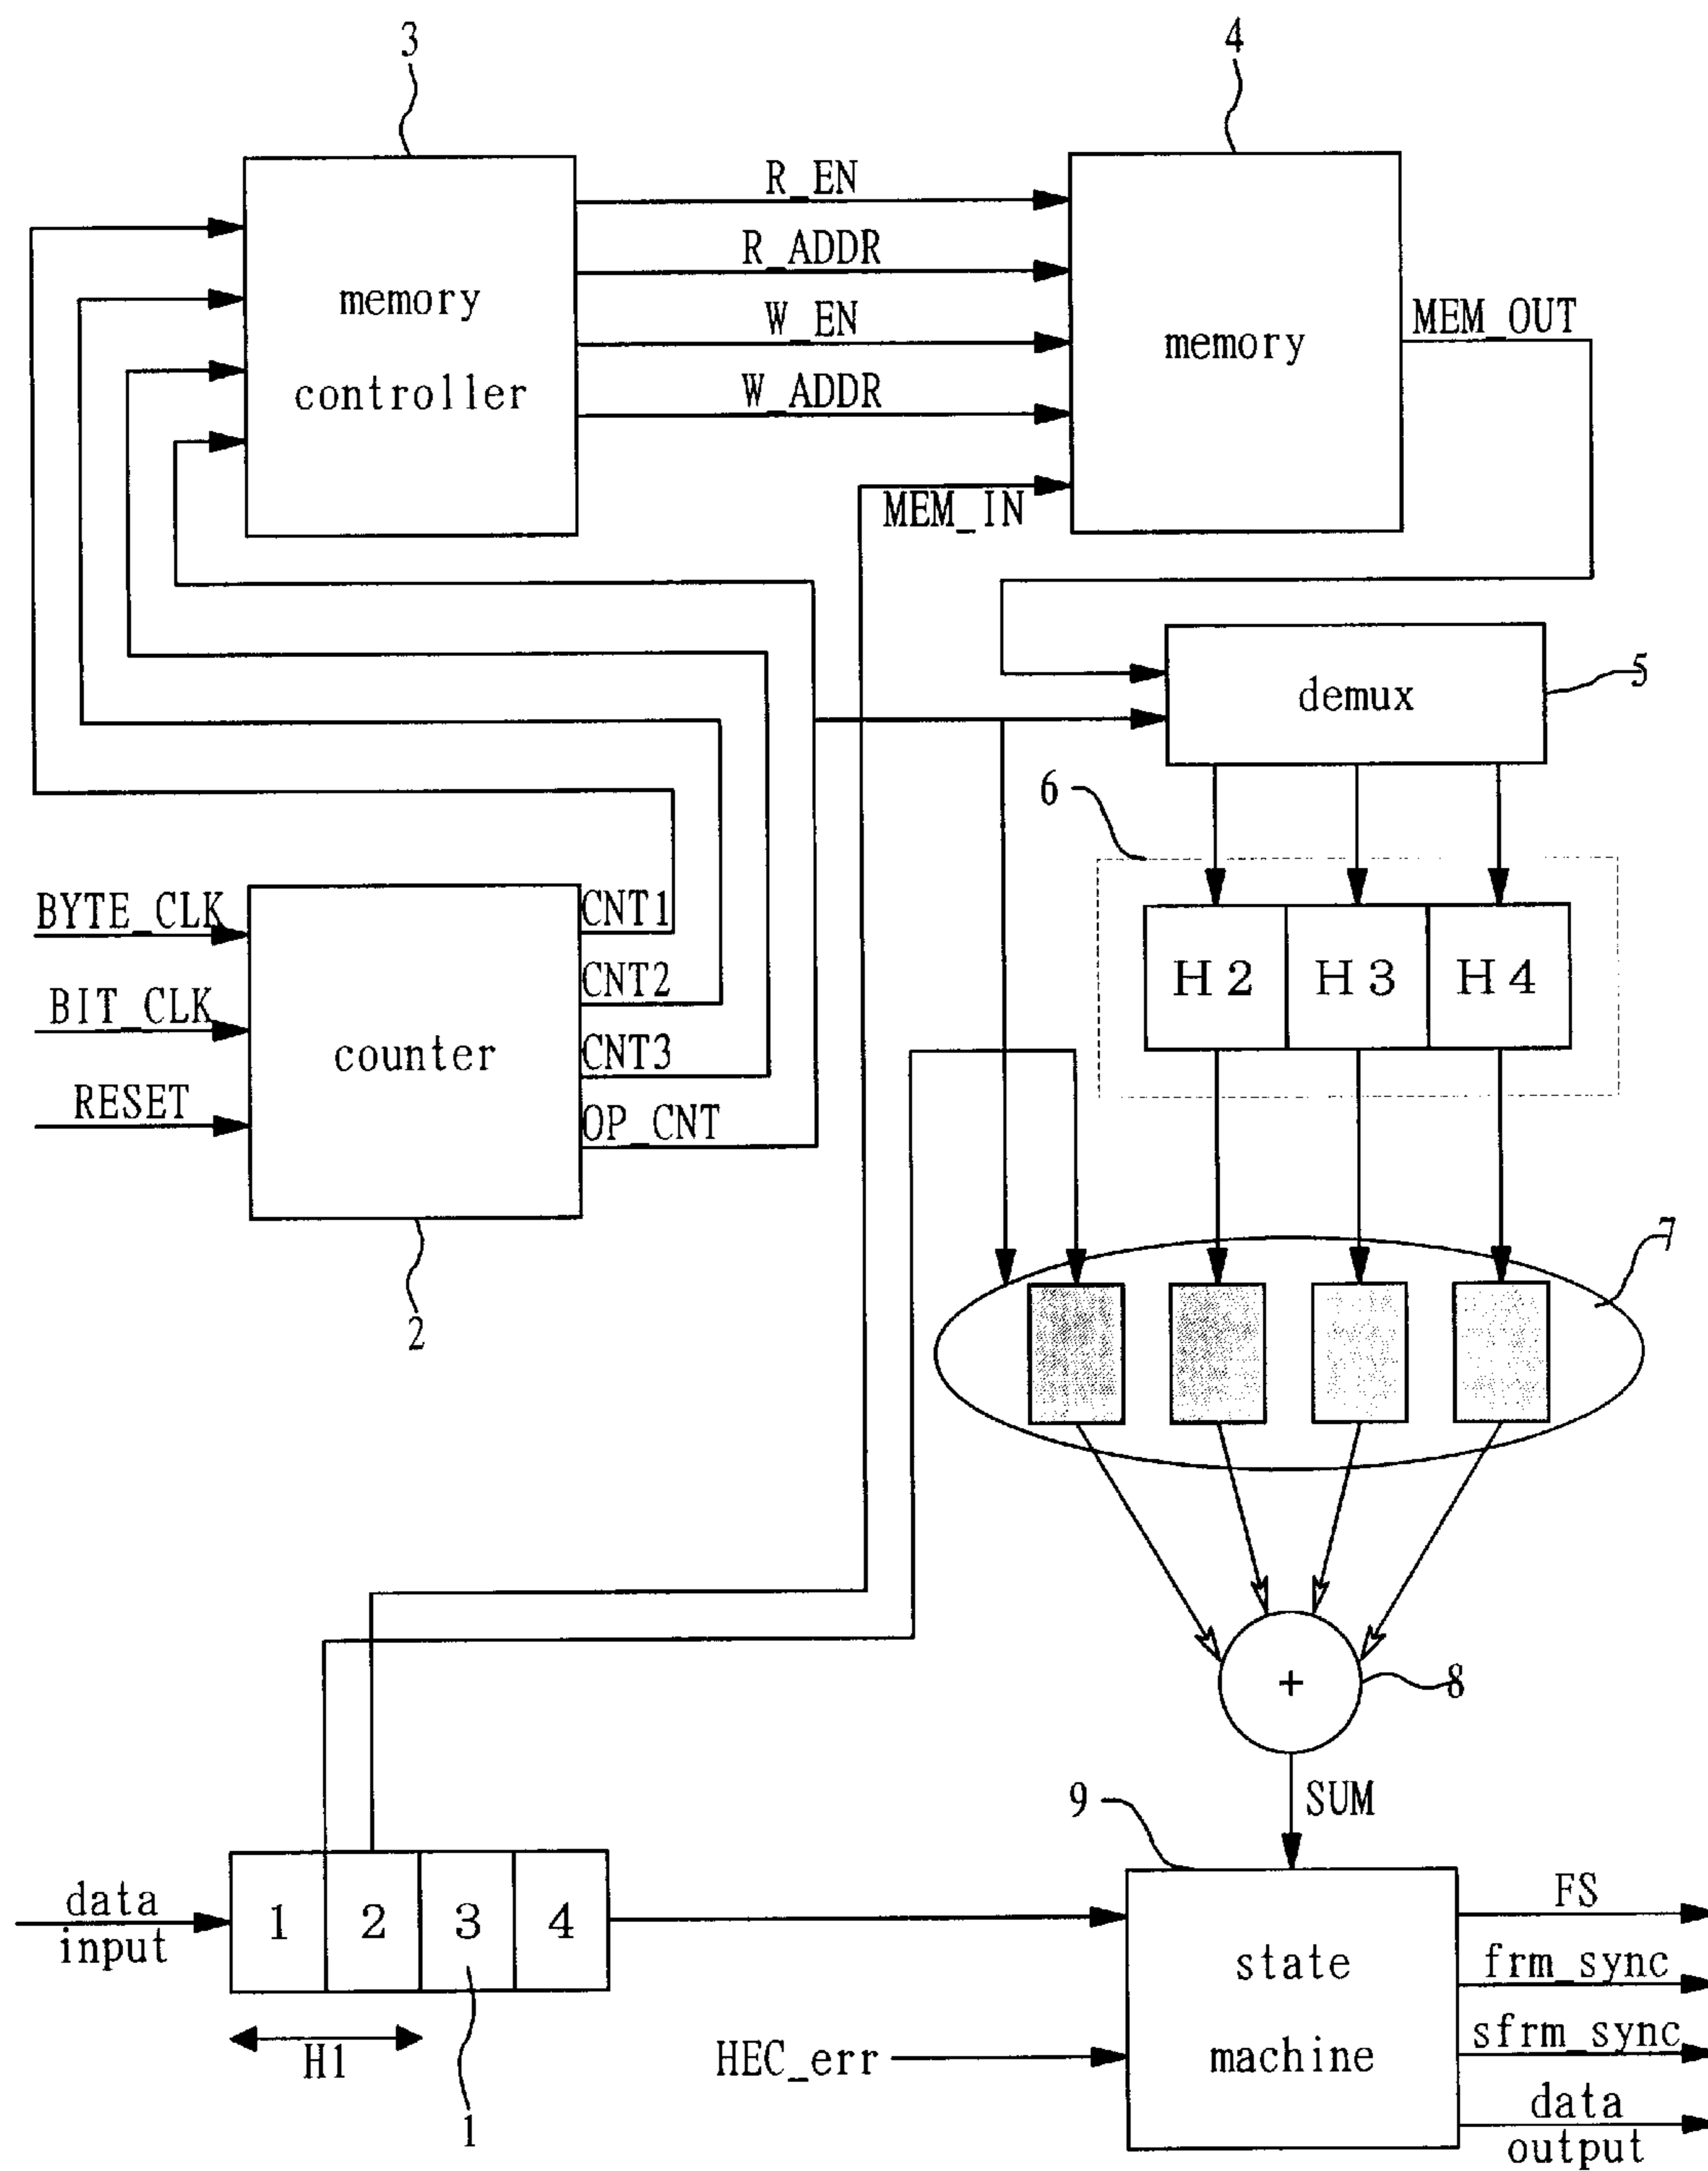 3
4
R_EN
R_ADDR
W_EN
W_ADDR
memory
controller
memory
MEM_OUT
MEM_IN
demux
5
6
BYTE_CLK
BIT_CLK
RESET
counter
CNT1
CNT2
CNT3
OP_CNT
2
H2
H3
H4
7
+
8
SUM
9
data
input
1
2
3
4
H1
1
HEC_err
state
machine
FS
frm_sync
sfrm_sync
data
output